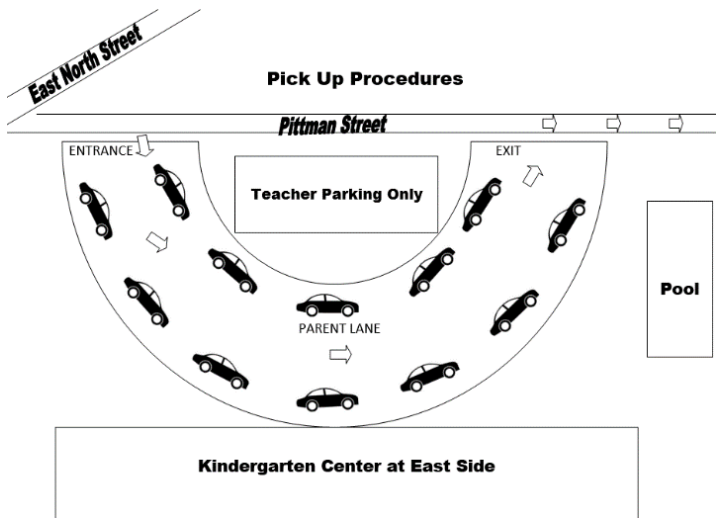 East North Street
Pick Up Procedures
Pittman Street
ENTRANCE
EXIT
Teacher Parking Only
Pool
PARENT LANE
Kindergarten Center at East Side